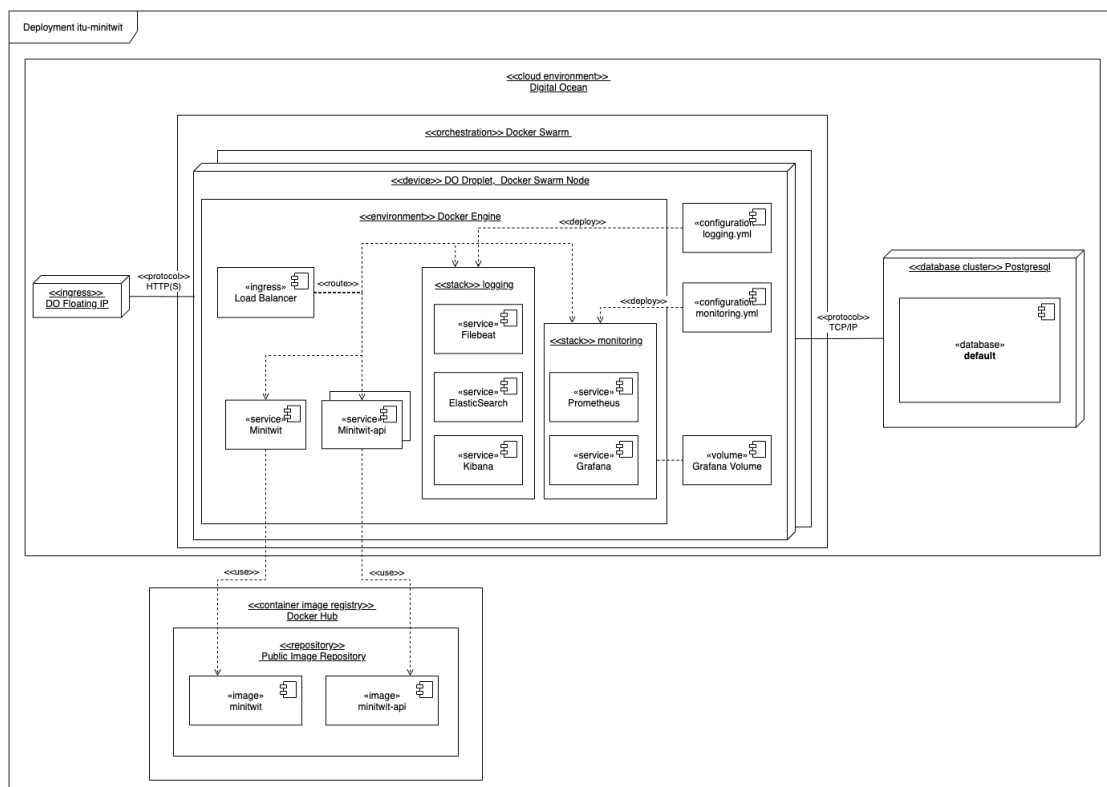 Deployment itu-minitwit
<<cloud environment>>
Digital Ocean
<<orchestration>> Docker Swarm
<<device>> DO Droplet, Docker Swarm Node
<<environment>> Docker Engine
<<deploy>>
«configuration»
logging.yml
<<ingress>>
DO Floating IP
<<protocol>>
HTTP(S)
«ingress»
Load Balancer
<<route>>
<<stack>> logging
«service»
Filebeat
«service»
ElasticSearch
«service»
Kibana
<<deploy>>
«configuration»
monitoring.yml
<<stack>> monitoring
«service»
Prometheus
«service»
Grafana
«volume»
Grafana Volume
«service»
Minitwit
«service»
Minitwit-api
<<protocol>>
TCP/IP
<<database cluster>> Postgresql
«database»
default
<<use>>
<<use>>
<<container image registry>>
Docker Hub
<<repository>>
Public Image Repository
«image»
minitwit
«image»
minitwit-api